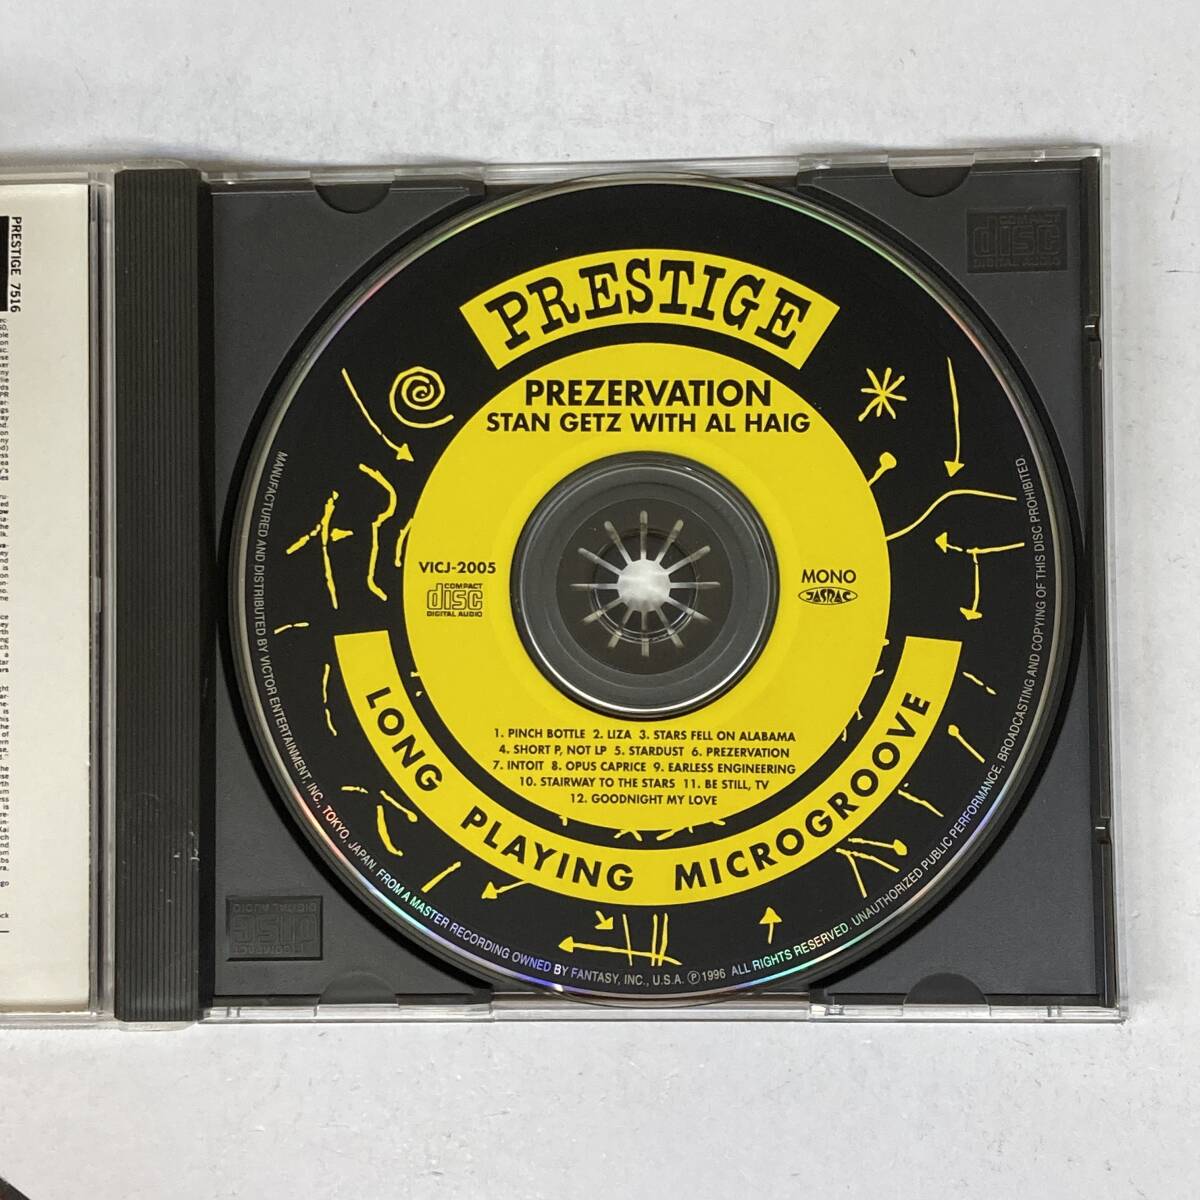 PRESTIGE 7516
PRESTIGE
PREZERVATION
STAN GETZ WITH AL HAIG
VICJ-2005
COMPACT
disc
DIGITAL AUDIO
MONO
JASRAC
1. PINCH BOTTLE 2. LIZA 3. STARS FELL ON ALABAMA
4. SHORT P, NOT LP 5. STARDUST 6. PREZERVATION
7. INTOIT 8. OPUS CAPRICE 9. EARLESS ENGINEERING
10. STAIRWAY TO THE STARS 11. BE STILL, TV
12. GOODNIGHT MY LOVE
LONG PLAYING MICROGROOVE
MANUFACTURED AND DISTRIBUTED BY VICTOR ENTERTAINMENT, INC., TOKYO, JAPAN. FROM A MASTER RECORDING OWNED BY FANTASY, INC., U.S.A. ℗ 1996 ALL RIGHTS RESERVED. UNAUTHORIZED PUBLIC PERFORMANCE, BROADCASTING AND COPYING OF THIS DISC PROHIBITED.
COMPACT
disc
DIGITAL AUDIO
COMPACT
disc
DIGITAL AUDIO